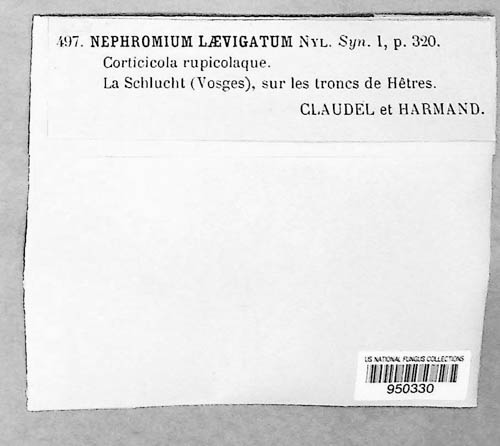 497. NEPHROMIUM LÆVIGATUM NYL. Syn. 1, p. 320.
Corticicola rupicolaque.
La Schlucht (Vosges), sur les troncs de Hêtres.
CLAUDEL et HARMAND.
US NATIONAL FUNGUS COLLECTIONS
950330